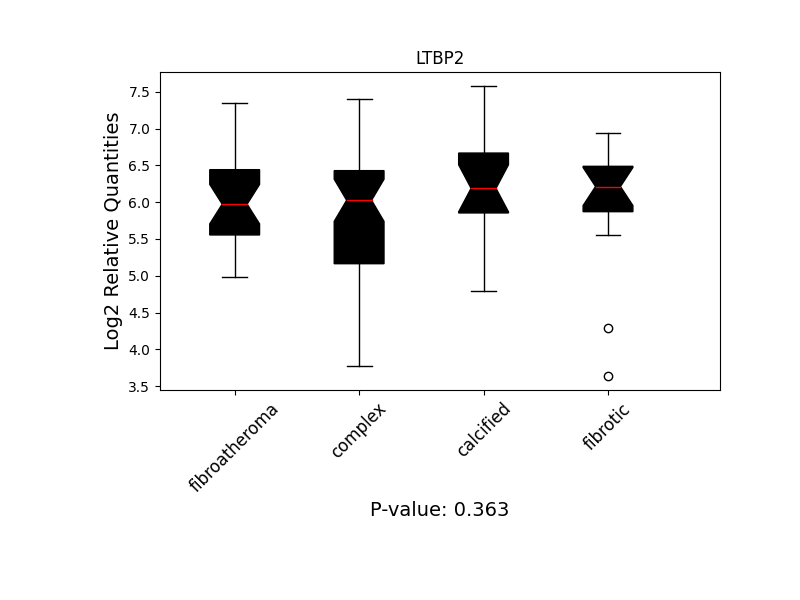 LTBP2
Log2 Relative Quantities
7.5
7.0
6.5
6.0
5.5
5.0
4.5
4.0
3.5
fibroatheroma
complex
calcified
fibrotic
P-value: 0.363